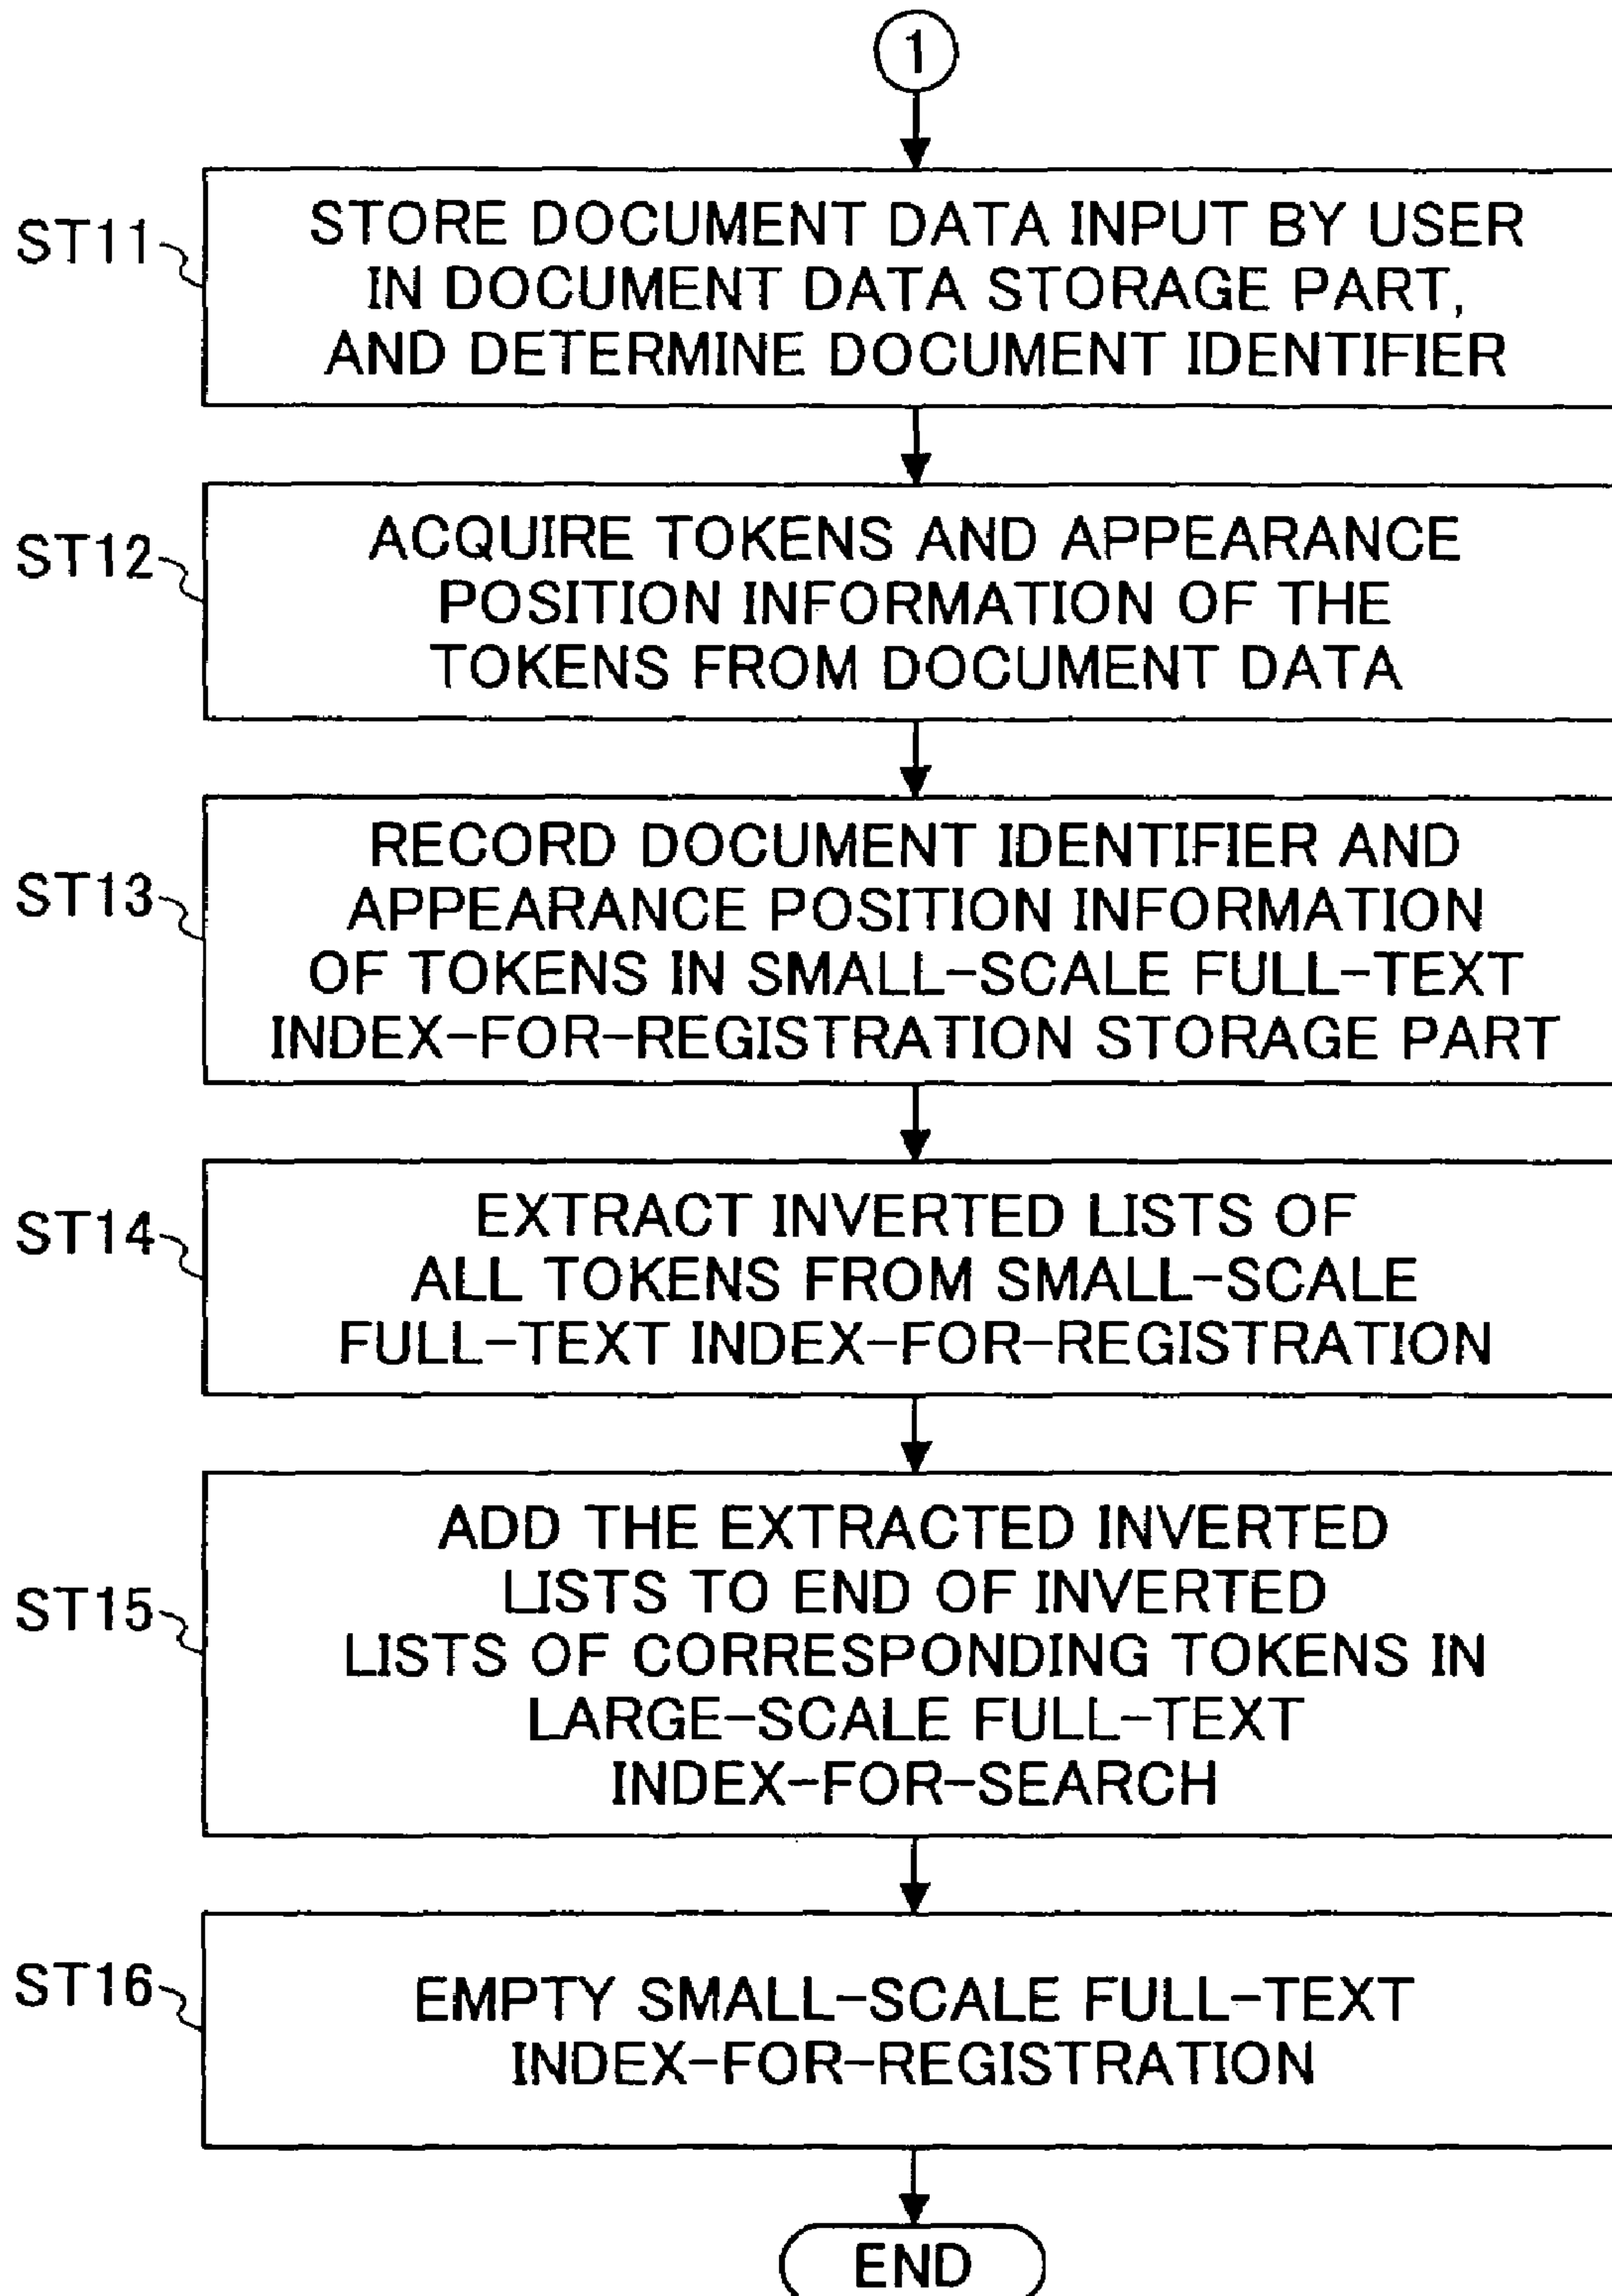 1
ST11
STORE DOCUMENT DATA INPUT BY USER
IN DOCUMENT DATA STORAGE PART,
AND DETERMINE DOCUMENT IDENTIFIER
ST12
ACQUIRE TOKENS AND APPEARANCE
POSITION INFORMATION OF THE
TOKENS FROM DOCUMENT DATA
ST13
RECORD DOCUMENT IDENTIFIER AND
APPEARANCE POSITION INFORMATION
OF TOKENS IN SMALL-SCALE FULL-TEXT
INDEX-FOR-REGISTRATION STORAGE PART
ST14
EXTRACT INVERTED LISTS OF
ALL TOKENS FROM SMALL-SCALE
FULL-TEXT INDEX-FOR-REGISTRATION
ST15
ADD THE EXTRACTED INVERTED
LISTS TO END OF INVERTED
LISTS OF CORRESPONDING TOKENS IN
LARGE-SCALE FULL-TEXT
INDEX-FOR-SEARCH
ST16
EMPTY SMALL-SCALE FULL-TEXT
INDEX-FOR-REGISTRATION
END